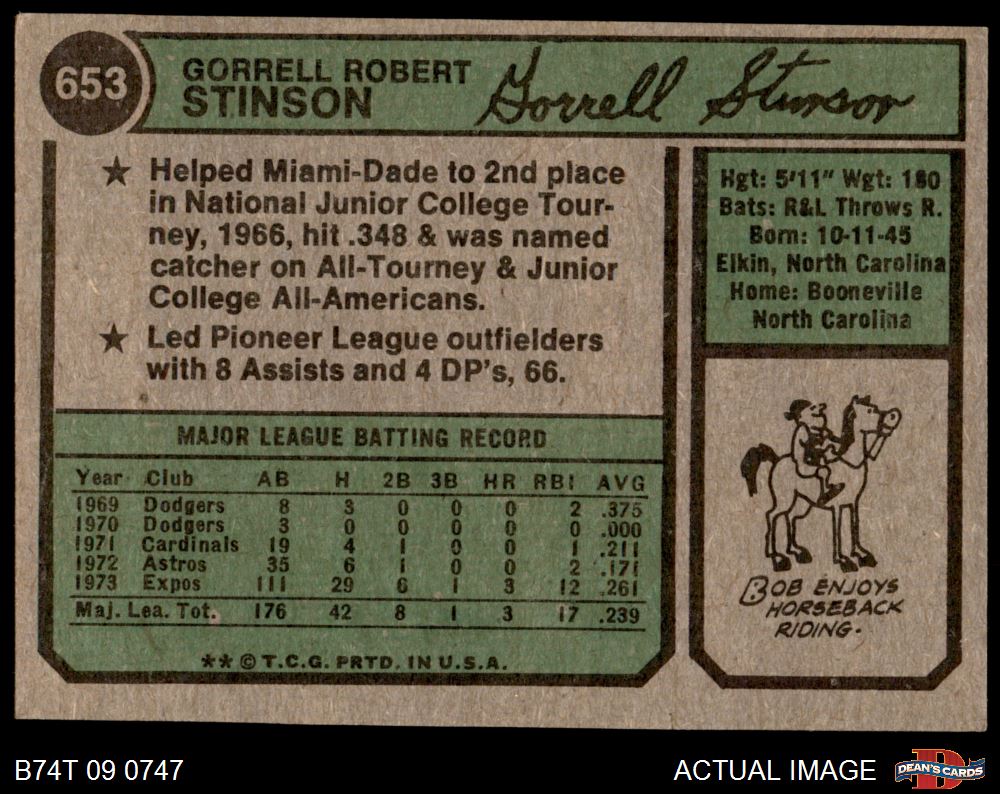 653
GORRELL ROBERT
STINSON
Gorrell Stinson
★ Helped Miami-Dade to 2nd place
in National Junior College Tour-
ney, 1966, hit .348 & was named
catcher on All-Tourney & Junior
College All-Americans.
★ Led Pioneer League outfielders
with 8 Assists and 4 DP's, 66.
Hgt: 5'11" Wgt: 180
Bats: R&L Throws R.
Born: 10-11-45
Elkin, North Carolina
Home: Booneville
North Carolina
MAJOR LEAGUE BATTING RECORD
Year Club AB H 2B 3B HR RBI AVG
1969 Dodgers 8 3 0 0 0 2 .375
1970 Dodgers 3 0 0 0 0 0 .000
1971 Cardinals 19 4 1 0 0 1 .211
1972 Astros 35 6 1 0 0 2 .171
1973 Expos 111 29 6 1 3 12 .261
Maj. Lea. Tot. 176 42 8 1 3 17 .239
** © T.C.G. PRTD. IN U.S.A.
BOB ENJOYS
HORSEBACK
RIDING.
B74T 09 0747
ACTUAL IMAGE
DEAN'S CARDS